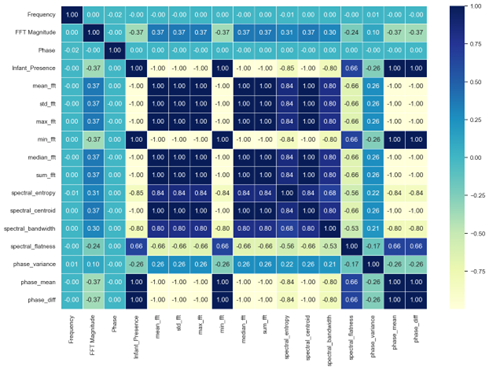 Frequency 1.00 0.00 -0.02 -0.00 0.00 0.00 0.00 -0.00 0.00 0.00 -0.01 0.00 0.00 -0.00 0.01 -0.00 -0.00
FFT Magnitude 0.00 1.00 -0.00 -0.37 0.37 0.37 0.37 -0.37 0.37 0.37 0.31 0.30 0.30 -0.24 0.10 -0.37 -0.37
Phase -0.02 -0.00 1.00 0.00 -0.00 -0.00 -0.00 0.00 -0.00 -0.00 0.00 -0.00 0.00 -0.00 0.00 0.00 0.00
Infant_Presence -0.00 -0.37 0.00 1.00 -1.00 -1.00 -1.00 1.00 -1.00 -1.00 -0.85 -1.00 -0.80 0.66 -0.26 1.00 1.00
mean_fft -0.00 0.37 -0.00 -1.00 1.00 1.00 1.00 -1.00 1.00 1.00 0.84 1.00 0.80 -0.66 0.26 -1.00 -1.00
std_fft -0.00 0.37 -0.00 -1.00 1.00 1.00 1.00 -1.00 1.00 1.00 0.84 1.00 0.80 -0.66 0.26 -1.00 -1.00
max_fft -0.00 0.37 -0.00 -1.00 1.00 1.00 1.00 -1.00 1.00 1.00 0.84 1.00 0.80 -0.66 0.26 -1.00 -1.00
min_fft -0.00 -0.37 0.00 1.00 -1.00 -1.00 -1.00 1.00 -1.00 -1.00 -0.84 -1.00 -0.80 0.66 -0.26 1.00 1.00
median_fft 0.00 0.37 -0.00 -1.00 1.00 1.00 1.00 -1.00 1.00 1.00 0.84 1.00 0.80 -0.66 0.26 -1.00 -1.00
sum_fft 0.00 0.37 -0.00 -1.00 1.00 1.00 1.00 -1.00 1.00 1.00 0.84 1.00 0.80 -0.66 0.26 -1.00 -1.00
spectral_entropy -0.01 0.31 0.00 -0.85 0.84 0.84 0.84 -0.84 0.84 0.84 1.00 0.84 0.68 -0.56 0.22 -0.84 -0.84
spectral_centroid 0.00 0.30 -0.00 -1.00 1.00 1.00 1.00 -1.00 1.00 1.00 0.84 1.00 0.80 -0.66 0.26 -1.00 -1.00
spectral_bandwidth 0.00 0.30 0.00 -0.80 0.80 0.80 0.80 -0.80 0.80 0.80 0.68 0.80 1.00 -0.53 0.21 -0.80 -0.80
spectral_flatness -0.00 -0.24 0.00 0.66 -0.66 -0.66 -0.66 0.66 -0.66 -0.66 -0.56 -0.66 -0.53 1.00 -0.17 0.66 0.66
phase_variance 0.01 0.10 -0.00 -0.26 0.26 0.26 0.26 -0.26 0.26 0.26 0.22 0.26 0.21 -0.17 1.00 -0.26 -0.26
phase_mean -0.00 -0.37 -0.00 1.00 -1.00 -1.00 -1.00 1.00 -1.00 -1.00 -0.84 -1.00 -0.80 0.66 -0.26 1.00 1.00
phase_diff -0.00 -0.37 0.00 1.00 -1.00 -1.00 -1.00 1.00 -1.00 -1.00 -0.84 -1.00 -0.80 0.66 -0.26 1.00 1.00
Frequency
FFT Magnitude
Phase
Infant_Presence
mean_fft
std_fft
max_fft
min_fft
median_fft
sum_fft
spectral_entropy
spectral_centroid
spectral_bandwidth
spectral_flatness
phase_variance
phase_mean
phase_diff
1.00
0.75
0.50
0.25
0.00
-0.25
-0.50
-0.75